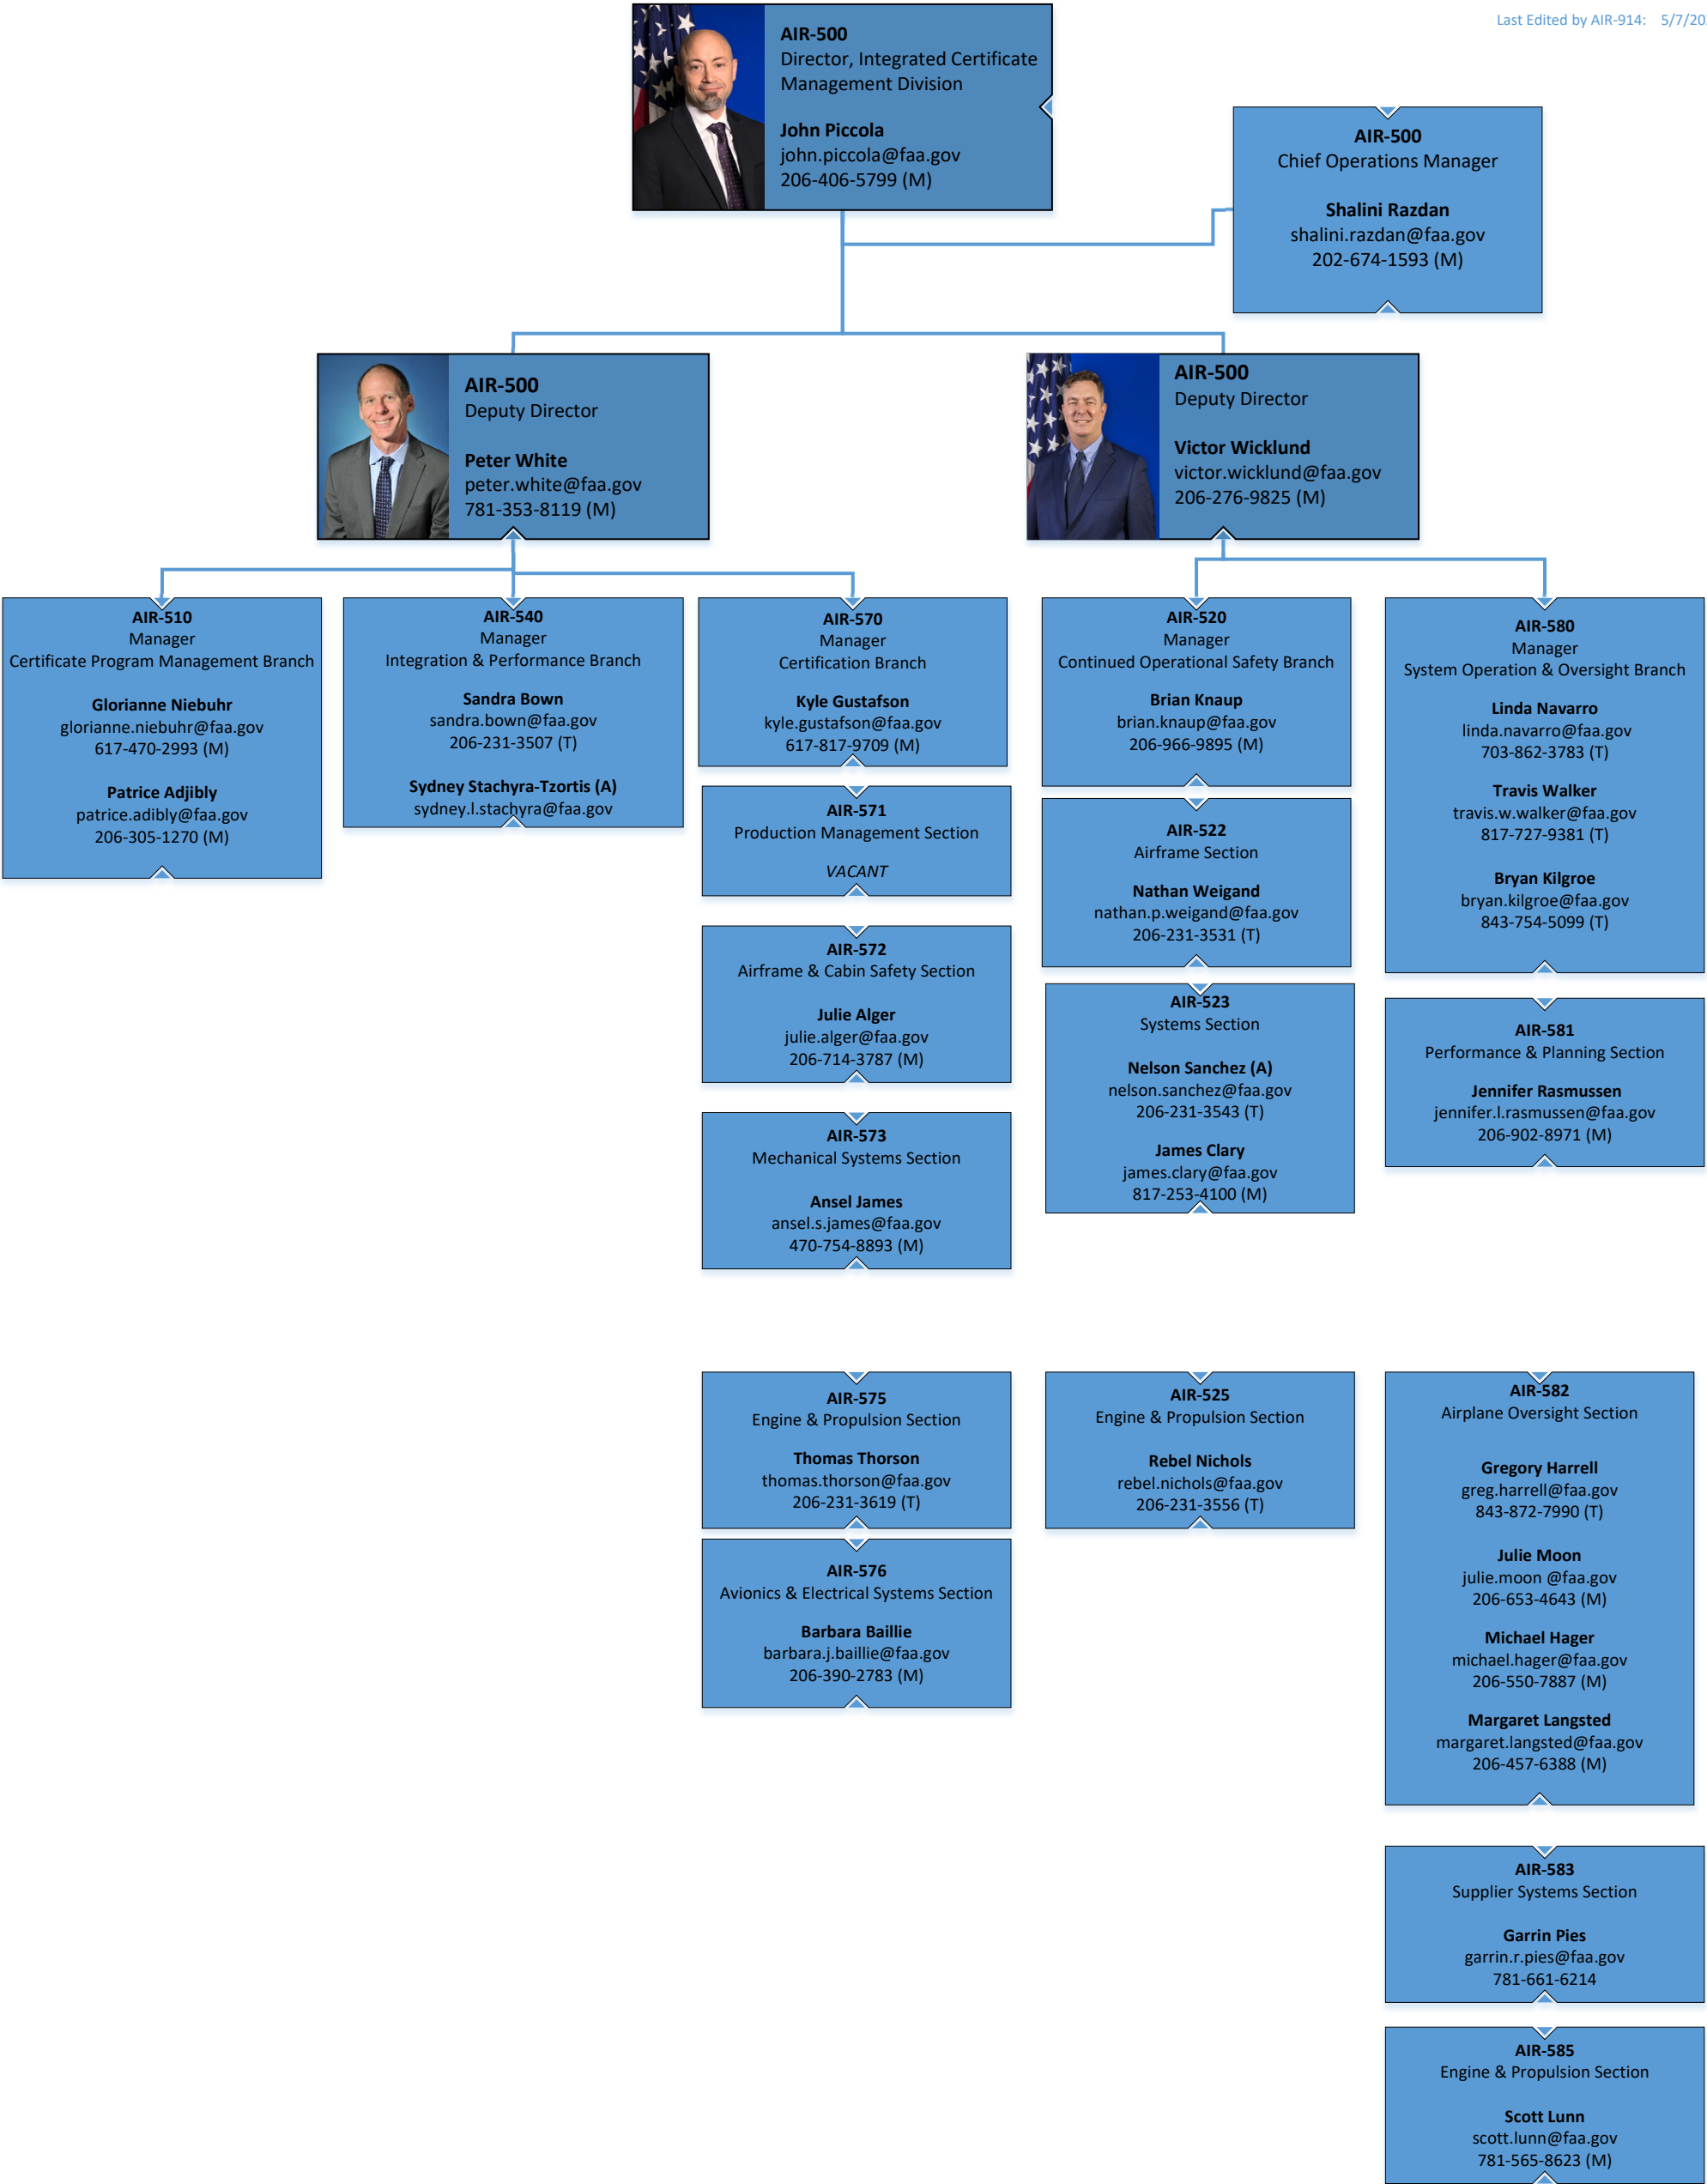 Last Edited by AIR-914: 5/7/20
AIR-500
Director, Integrated Certificate
Management Division
John Piccola
john.piccola@faa.gov
206-406-5799 (M)
AIR-500
Chief Operations Manager
Shalini Razdan
shalini.razdan@faa.gov
202-674-1593 (M)
AIR-500
Deputy Director
Peter White
peter.white@faa.gov
781-353-8119 (M)
AIR-500
Deputy Director
Victor Wicklund
victor.wicklund@faa.gov
206-276-9825 (M)
AIR-510
Manager
Certificate Program Management Branch
Glorianne Niebuhr
glorianne.niebuhr@faa.gov
617-470-2993 (M)
Patrice Adjibly
patrice.adibly@faa.gov
206-305-1270 (M)
AIR-540
Manager
Integration & Performance Branch
Sandra Bown
sandra.bown@faa.gov
206-231-3507 (T)
Sydney Stachyra-Tzortis (A)
sydney.l.stachyra@faa.gov
AIR-570
Manager
Certification Branch
Kyle Gustafson
kyle.gustafson@faa.gov
617-817-9709 (M)
AIR-571
Production Management Section
VACANT
AIR-572
Airframe & Cabin Safety Section
Julie Alger
julie.alger@faa.gov
206-714-3787 (M)
AIR-573
Mechanical Systems Section
Ansel James
ansel.s.james@faa.gov
470-754-8893 (M)
AIR-575
Engine & Propulsion Section
Thomas Thorson
thomas.thorson@faa.gov
206-231-3619 (T)
AIR-576
Avionics & Electrical Systems Section
Barbara Baillie
barbara.j.baillie@faa.gov
206-390-2783 (M)
AIR-520
Manager
Continued Operational Safety Branch
Brian Knaup
brian.knaup@faa.gov
206-966-9895 (M)
AIR-522
Airframe Section
Nathan Weigand
nathan.p.weigand@faa.gov
206-231-3531 (T)
AIR-523
Systems Section
Nelson Sanchez (A)
nelson.sanchez@faa.gov
206-231-3543 (T)
James Clary
james.clary@faa.gov
817-253-4100 (M)
AIR-525
Engine & Propulsion Section
Rebel Nichols
rebel.nichols@faa.gov
206-231-3556 (T)
AIR-580
Manager
System Operation & Oversight Branch
Linda Navarro
linda.navarro@faa.gov
703-862-3783 (T)
Travis Walker
travis.w.walker@faa.gov
817-727-9381 (T)
Bryan Kilgroe
bryan.kilgroe@faa.gov
843-754-5099 (T)
AIR-581
Performance & Planning Section
Jennifer Rasmussen
jennifer.l.rasmussen@faa.gov
206-902-8971 (M)
AIR-582
Airplane Oversight Section
Gregory Harrell
greg.harrell@faa.gov
843-872-7990 (T)
Julie Moon
julie.moon @faa.gov
206-653-4643 (M)
Michael Hager
michael.hager@faa.gov
206-550-7887 (M)
Margaret Langsted
margaret.langsted@faa.gov
206-457-6388 (M)
AIR-583
Supplier Systems Section
Garrin Pies
garrin.r.pies@faa.gov
781-661-6214
AIR-585
Engine & Propulsion Section
Scott Lunn
scott.lunn@faa.gov
781-565-8623 (M)